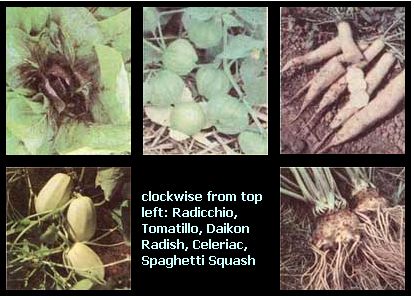 clockwise from top
left: Radicchio,
Tomatillo, Daikon
Radish, Celeriac,
Spaghetti Squash